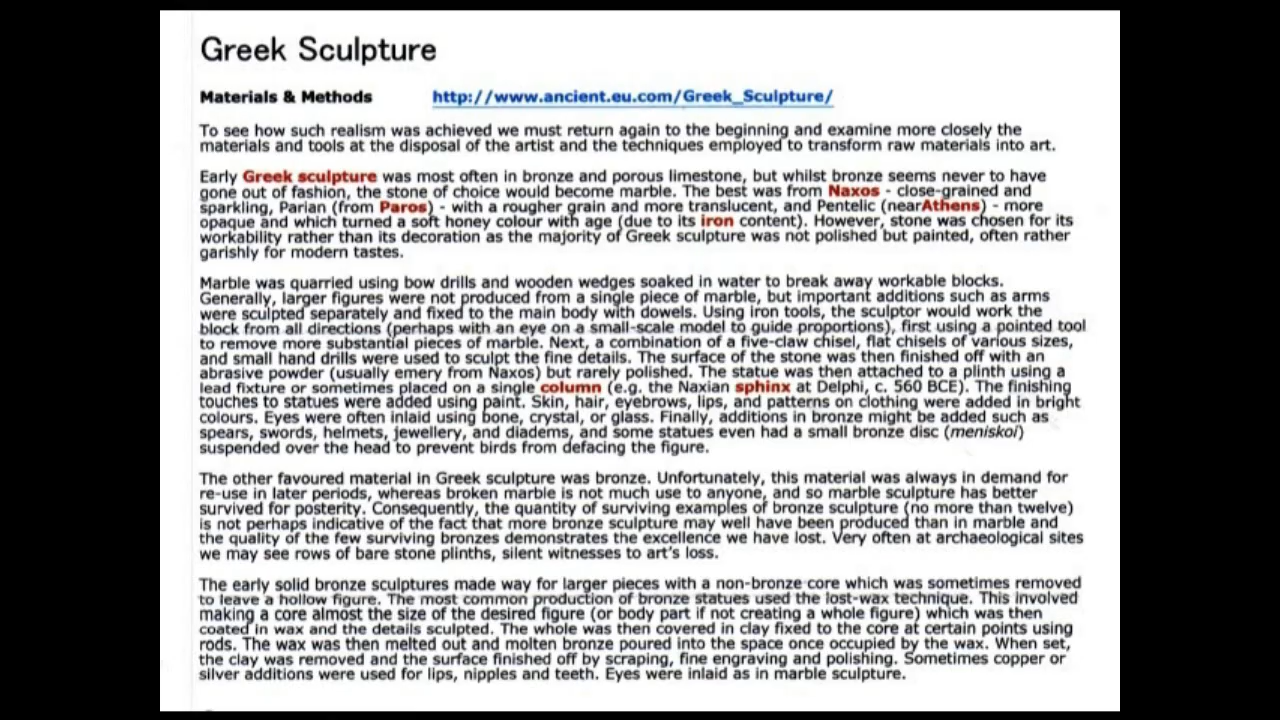 Greek Sculpture
Materials & Methods http://www.ancient.eu.com/Greek_Sculpture/
To see how such realism was achieved we must return again to the beginning and examine more closely the
materials and tools at the disposal of the artist and the techniques employed to transform raw materials into art.
Early Greek sculpture was most often in bronze and porous limestone, but whilst bronze seems never to have
gone out of fashion, the stone of choice would become marble. The best was from Naxos - close-grained and
sparkling, Parian (from Paros) - with a rougher grain and more translucent, and Pentelic (nearAthens) - more
opaque and which turned a soft honey colour with age (due to its iron content). However, stone was chosen for its
workability rather than its decoration as the majority of Greek sculpture was not polished but painted, often rather
garishly for modern tastes.
Marble was quarried using bow drills and wooden wedges soaked in water to break away workable blocks.
Generally, larger figures were not produced from a single piece of marble, but important additions such as arms
were sculpted separately and fixed to the main body with dowels. Using iron tools, the sculptor would work the
block from all directions (perhaps with an eye on a small-scale model to guide proportions), first using a pointed tool
to remove more substantial pieces of marble. Next, a combination of a five-claw chisel, flat chisels of various sizes,
and small hand drills were used to sculpt the fine details. The surface of the stone was then finished off with an
abrasive powder (usually emery from Naxos) but rarely polished. The statue was then attached to a plinth using a
lead fixture or sometimes placed on a single column (e.g. the Naxian sphinx at Delphi, c. 560 BCE). The finishing
touches to statues were added using paint. Skin, hair, eyebrows, lips, and patterns on clothing were added in bright
colours. Eyes were often inlaid using bone, crystal, or glass. Finally, additions in bronze might be added such as
spears, swords, helmets, jewellery, and diadems, and some statues even had a small bronze disc (meniskoi)
suspended over the head to prevent birds from defacing the figure.
The other favoured material in Greek sculpture was bronze. Unfortunately, this material was always in demand for
re-use in later periods, whereas broken marble is not much use to anyone, and so marble sculpture has better
survived for posterity. Consequently, the quantity of surviving examples of bronze sculpture (no more than twelve)
is not perhaps indicative of the fact that more bronze sculpture may well have been produced than in marble and
the quality of the few surviving bronzes demonstrates the excellence we have lost. Very often at archaeological sites
we may see rows of bare stone plinths, silent witnesses to art's loss.
The early solid bronze sculptures made way for larger pieces with a non-bronze core which was sometimes removed
to leave a hollow figure. The most common production of bronze statues used the lost-wax technique. This involved
making a core almost the size of the desired figure (or body part if not creating a whole figure) which was then
coated in wax and the details sculpted. The whole was then covered in clay fixed to the core at certain points using
rods. The wax was then melted out and molten bronze poured into the space once occupied by the wax. When set,
the clay was removed and the surface finished off by scraping, fine engraving and polishing. Sometimes copper or
silver additions were used for lips, nipples and teeth. Eyes were inlaid as in marble sculpture.